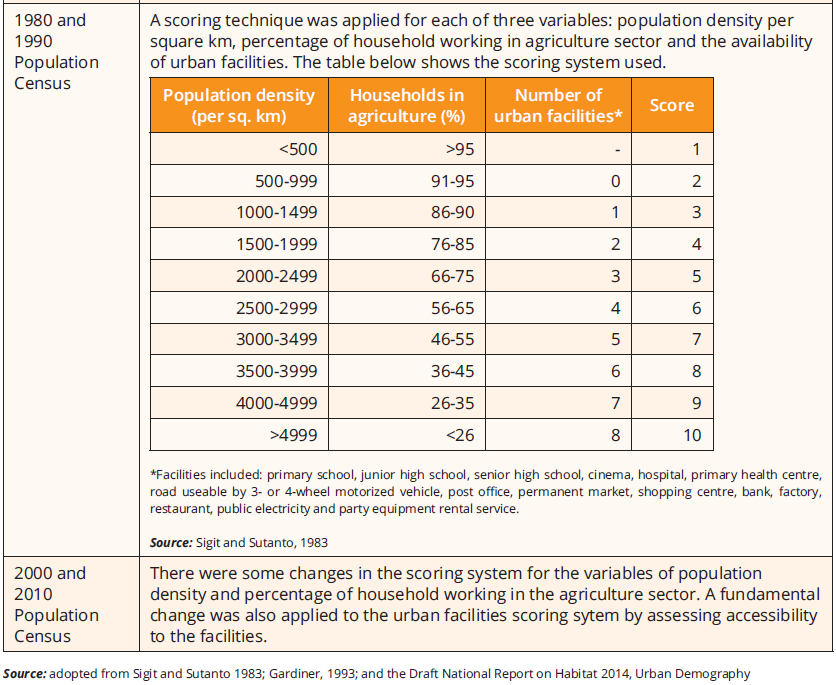 1980 and
1990
Population
Census
A scoring technique was applied for each of three variables: population density per
square km, percentage of household working in agriculture sector and the availability
of urban facilities. The table below shows the scoring system used.
Population density
(per sq. km)
Households in
agriculture (%)
Number of
urban facilities*
Score
<500 >95 - 1
500-999 91-95 0 2
1000-1499 86-90 1 3
1500-1999 76-85 2 4
2000-2499 66-75 3 5
2500-2999 56-65 4 6
3000-3499 46-55 5 7
3500-3999 36-45 6 8
4000-4999 26-35 7 9
>4999 <26 8 10
*Facilities included: primary school, junior high school, senior high school, cinema, hospital, primary health centre,
road useable by 3- or 4-wheel motorized vehicle, post office, permanent market, shopping centre, bank, factory,
restaurant, public electricity and party equipment rental service.
Source: Sigit and Sutanto, 1983
2000 and
2010
Population
Census
There were some changes in the scoring system for the variables of population
density and percentage of household working in the agriculture sector. A fundamental
change was also applied to the urban facilities scoring sytem by assessing accessibility
to the facilities.
Source: adopted from Sigit and Sutanto 1983; Gardiner, 1993; and the Draft National Report on Habitat 2014, Urban Demography